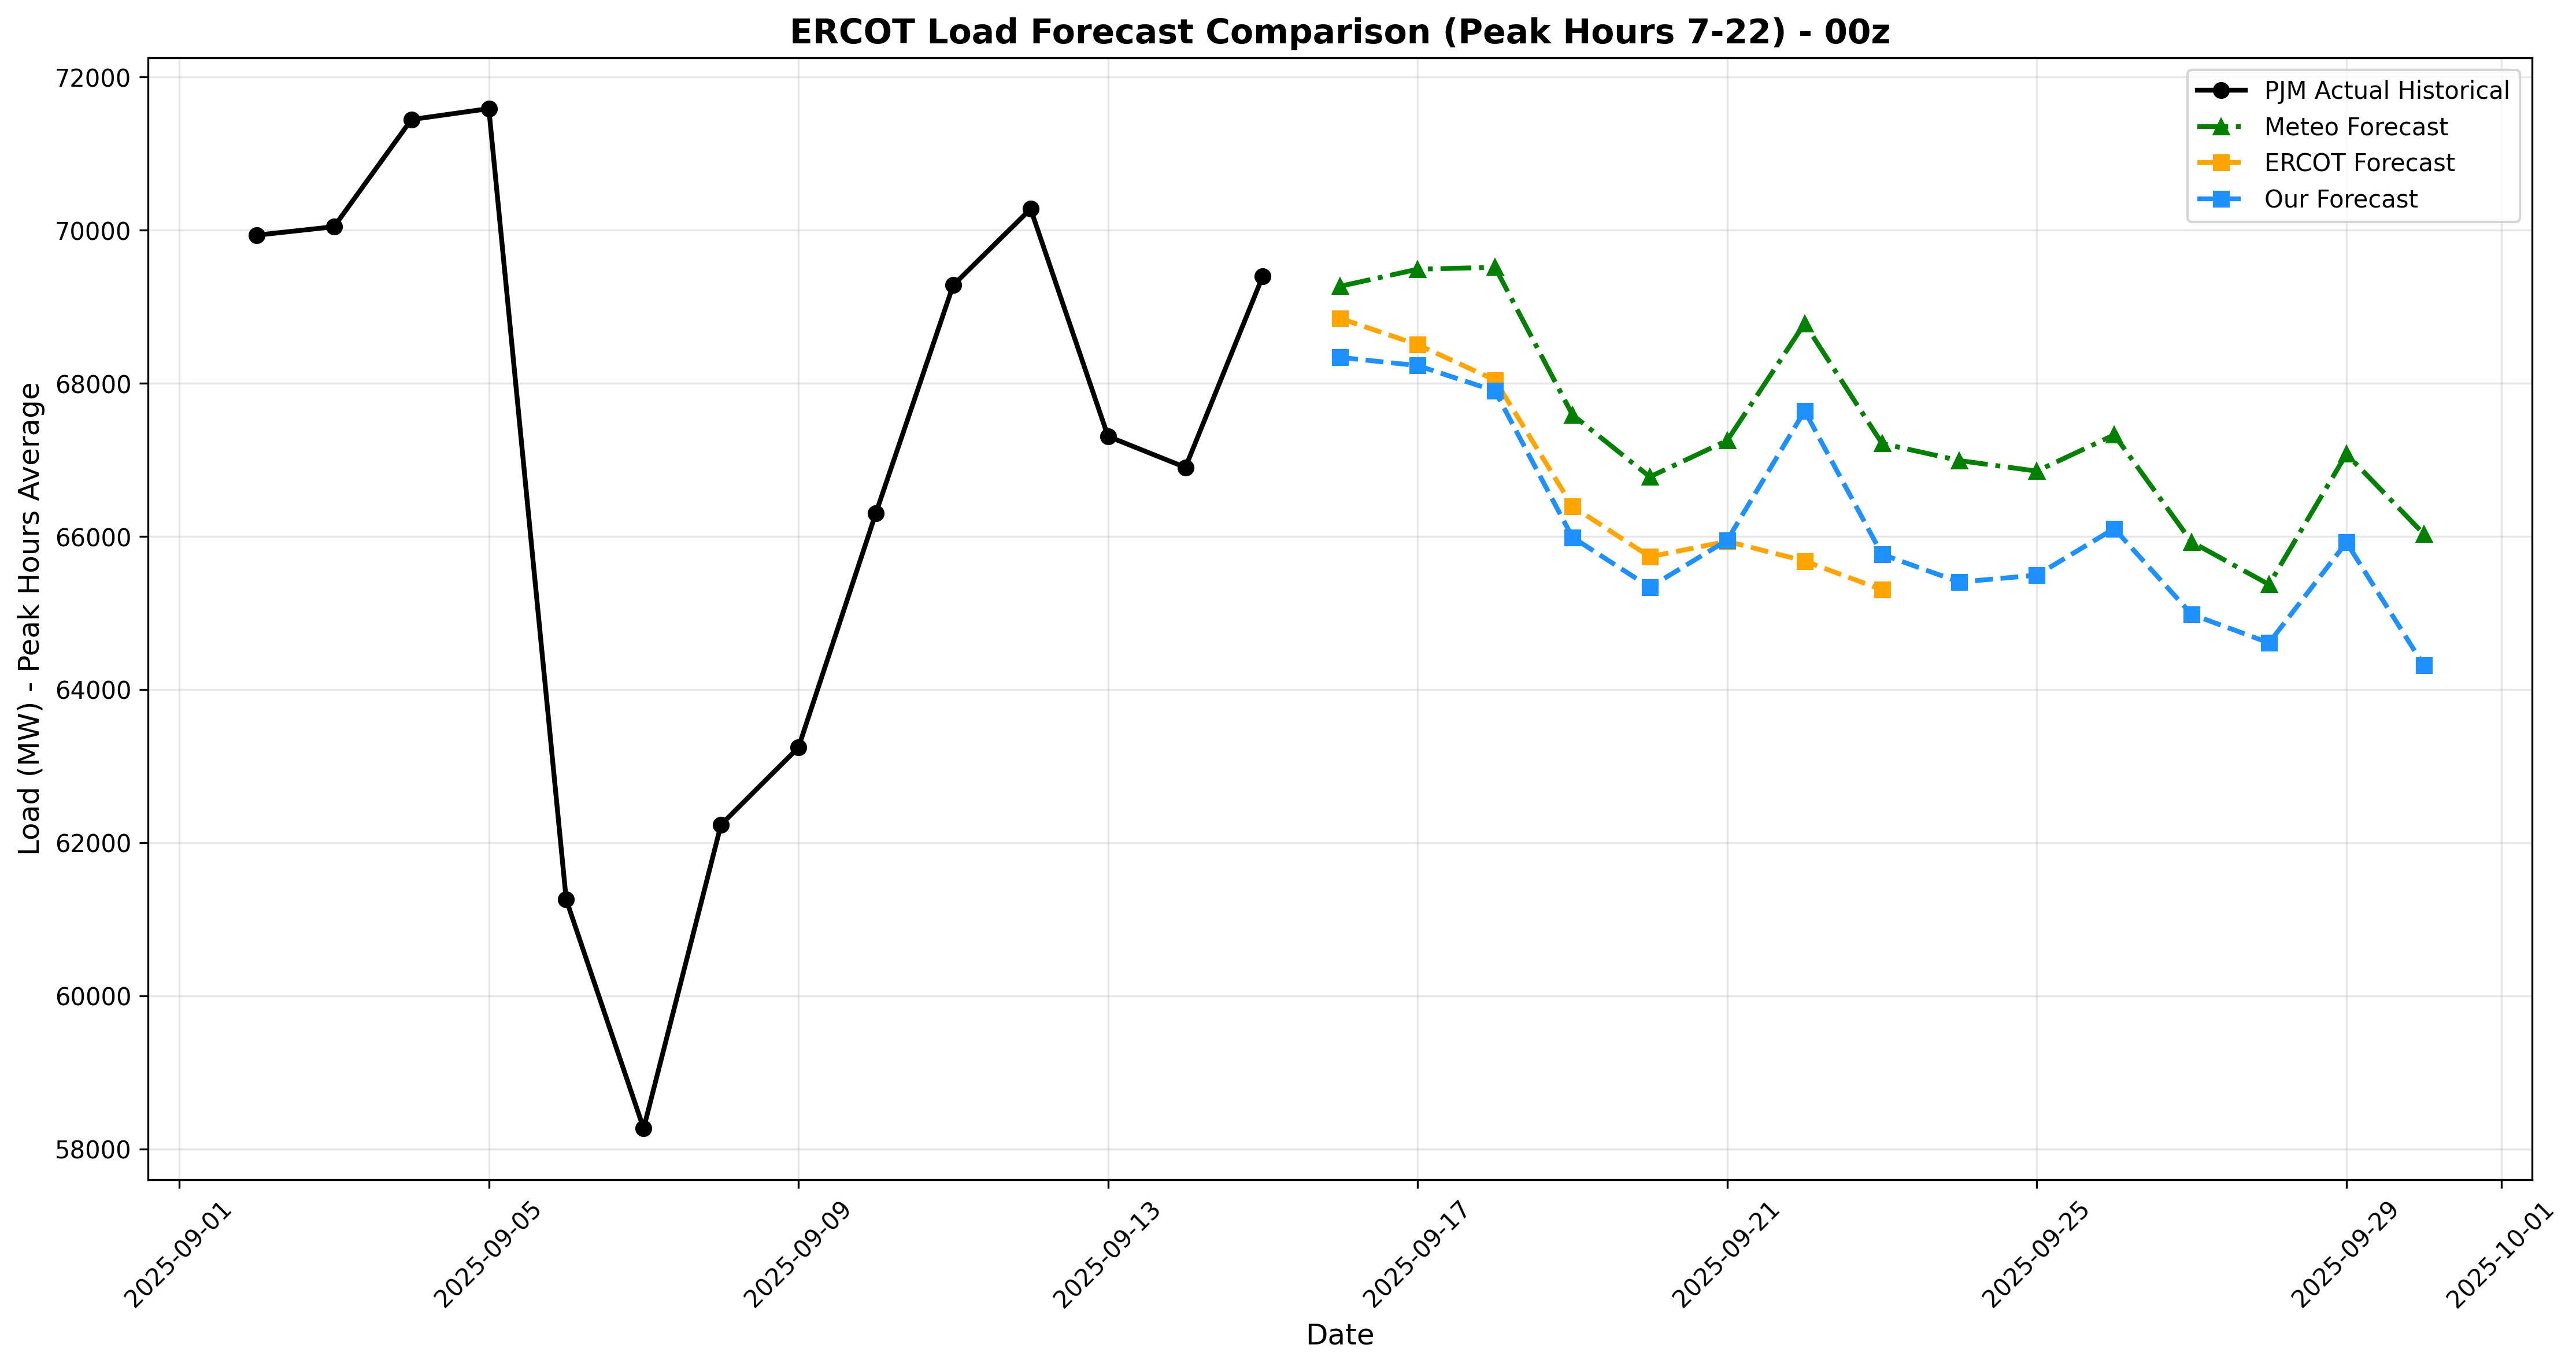 ERCOT Load Forecast Comparison (Peak Hours 7-22) - 00z
PJM Actual Historical
Meteo Forecast
ERCOT Forecast
Our Forecast
Load (MW) - Peak Hours Average
72000
70000
68000
66000
64000
62000
60000
58000
2025-09-01
2025-09-05
2025-09-09
2025-09-13
2025-09-17
2025-09-21
2025-09-25
2025-09-29
2025-10-01
Date